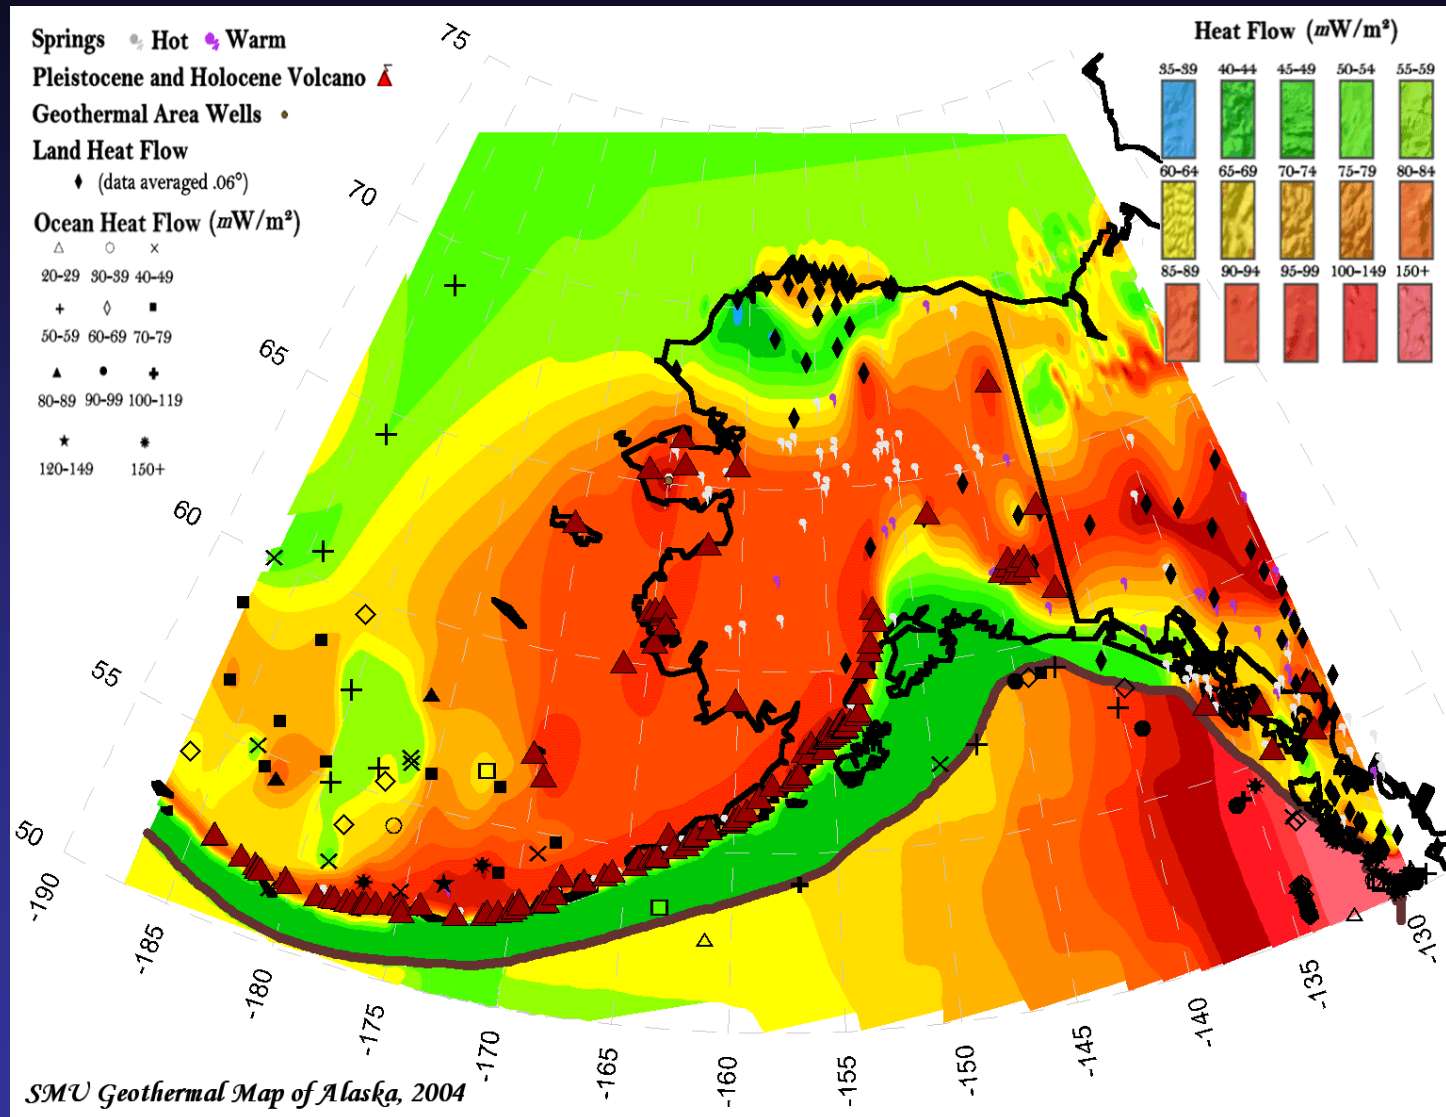 Springs Hot Warm
Pleistocene and Holocene Volcano
Geothermal Area Wells
Land Heat Flow
(data averaged .06°)
Ocean Heat Flow (mW/m²)
20-29 30-39 40-49
50-59 60-69 70-79
80-89 90-99 100-119
120-149 150+
Heat Flow (mW/m²)
35-39 40-44 45-49 50-54 55-59
60-64 65-69 70-74 75-79 80-84
85-89 90-94 95-99 100-149 150+
75
70
65
60
55
50
-190
-185
-180
-175
-170
-165
-160
-155
-150
-145
-140
-135
-130
SMU Geothermal Map of Alaska, 2004